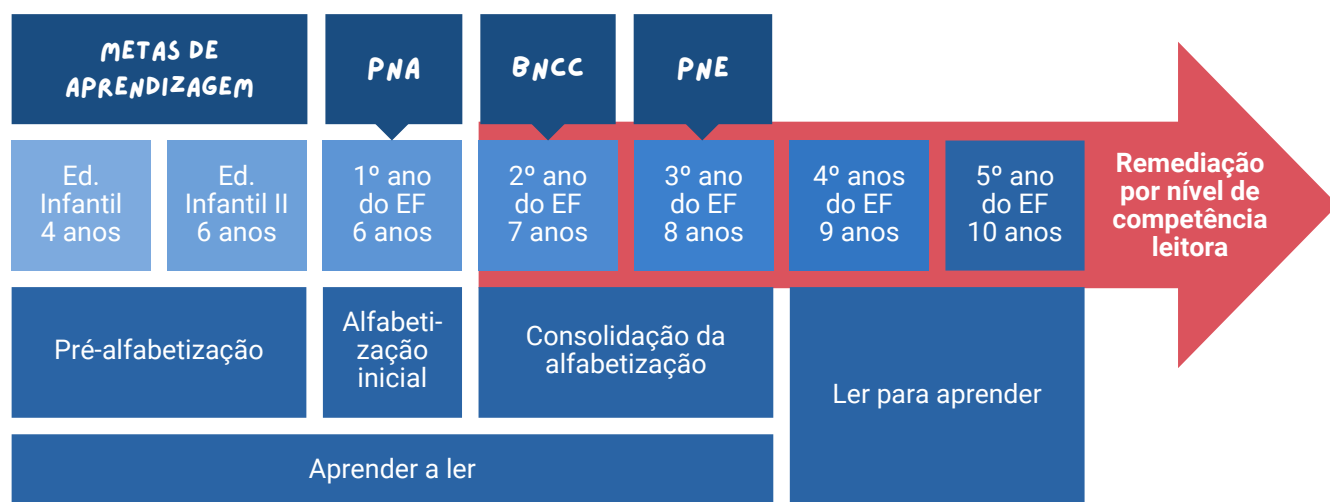 METAS DE
APRENDIZAGEM
PNA
BNCC
PNE
Ed.
Infantil
4 anos
Ed.
Infantil II
6 anos
1º ano
do EF
6 anos
2º ano
do EF
7 anos
3º ano
do EF
8 anos
4º anos
do EF
9 anos
5º ano
do EF
10 anos
Remediação
por nível de
competência
leitora
Pré-alfabetização
Alfabeti-
zação
inicial
Consolidação da
alfabetização
Ler para aprender
Aprender a ler